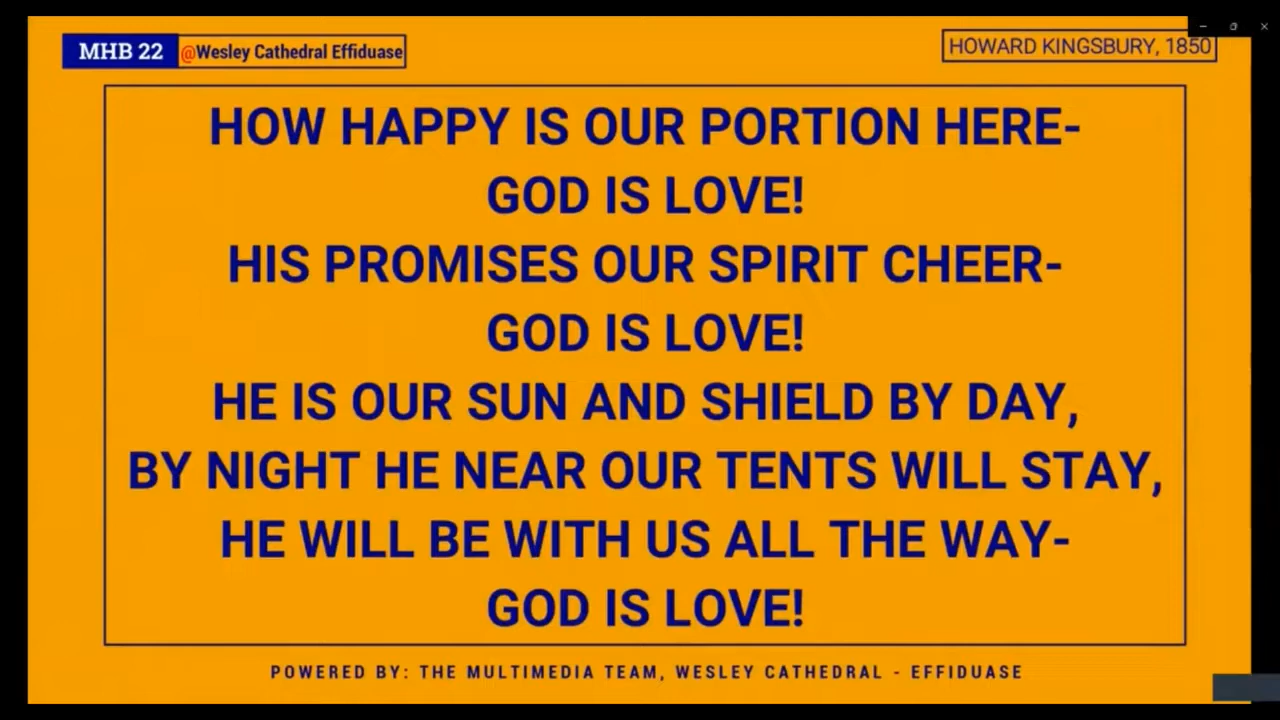 MHB 22 @Wesley Cathedral Effiduase
HOWARD KINGSBURY, 1850
HOW HAPPY IS OUR PORTION HERE-
GOD IS LOVE!
HIS PROMISES OUR SPIRIT CHEER-
GOD IS LOVE!
HE IS OUR SUN AND SHIELD BY DAY,
BY NIGHT HE NEAR OUR TENTS WILL STAY,
HE WILL BE WITH US ALL THE WAY-
GOD IS LOVE!
POWERED BY: THE MULTIMEDIA TEAM, WESLEY CATHEDRAL - EFFIDUASE